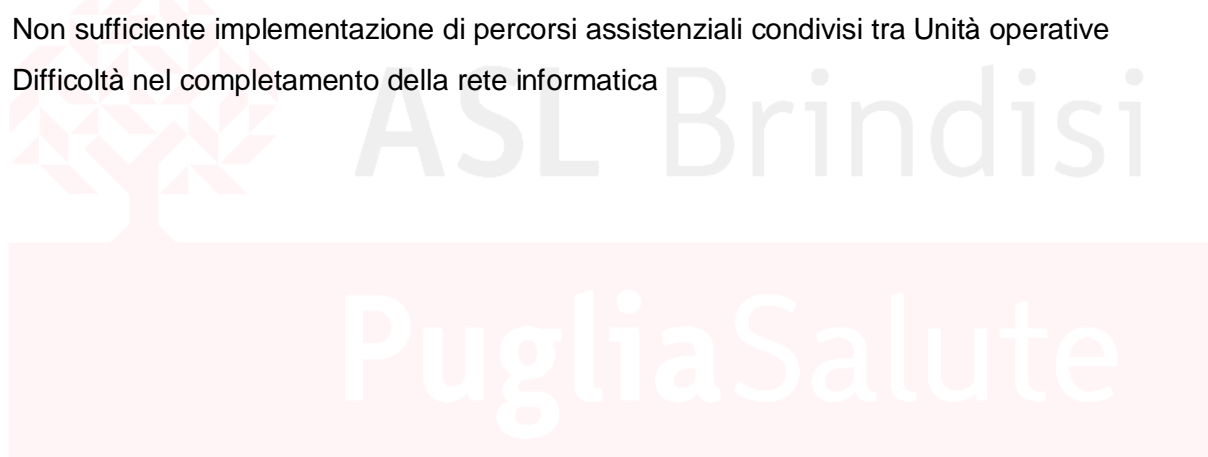 Non sufficiente implementazione di percorsi assistenziali condivisi tra Unità operative
Difficoltà nel completamento della rete informatica
ASL Brindisi
PugliaSalute